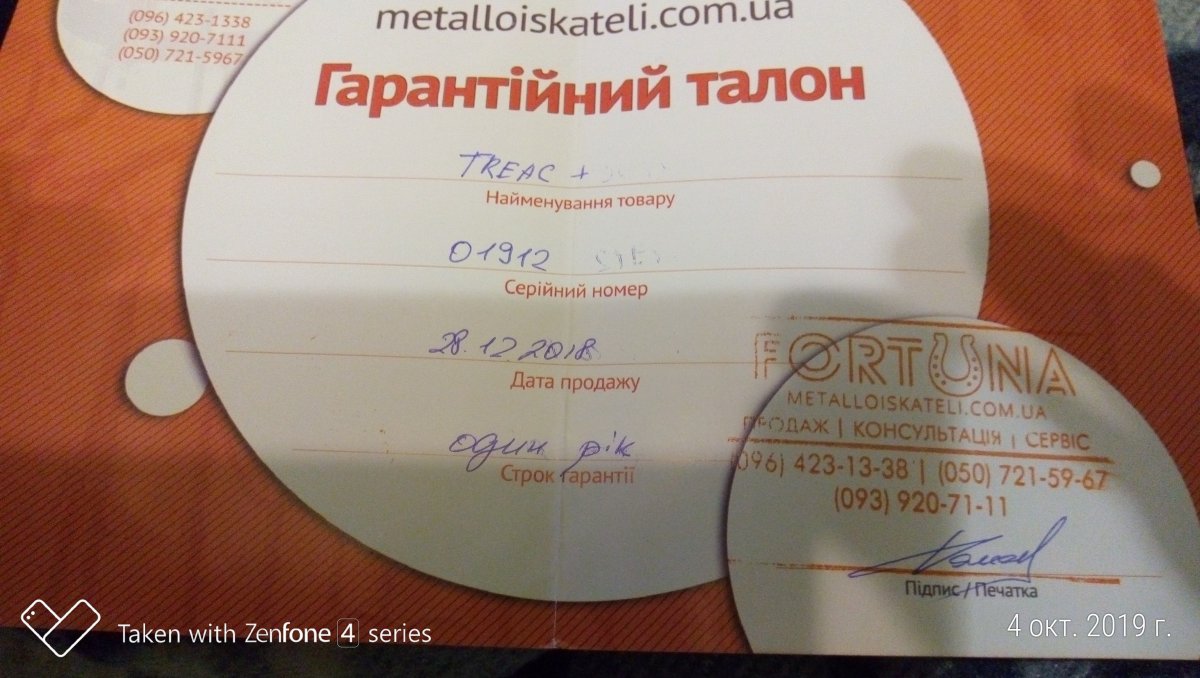 (096) 423-1338
(093) 920-7111
(050) 721-5967
metalloiskateli.com.ua
Гарантійний талон
TREAC +
Найменування товару
01912
Серійний номер
28.12 2018
Дата продажу
один рік
Строк гарантії
FORTUNA
METALLOISKATELI.COM.UA
ПРОДАЖ | КОНСУЛЬТАЦІЯ | СЕРВІС
(096) 423-13-38 | (050) 721-59-67
(093) 920-71-11
Підпис/Печатка
Taken with Zenfone 4 series
4 окт. 2019 г.